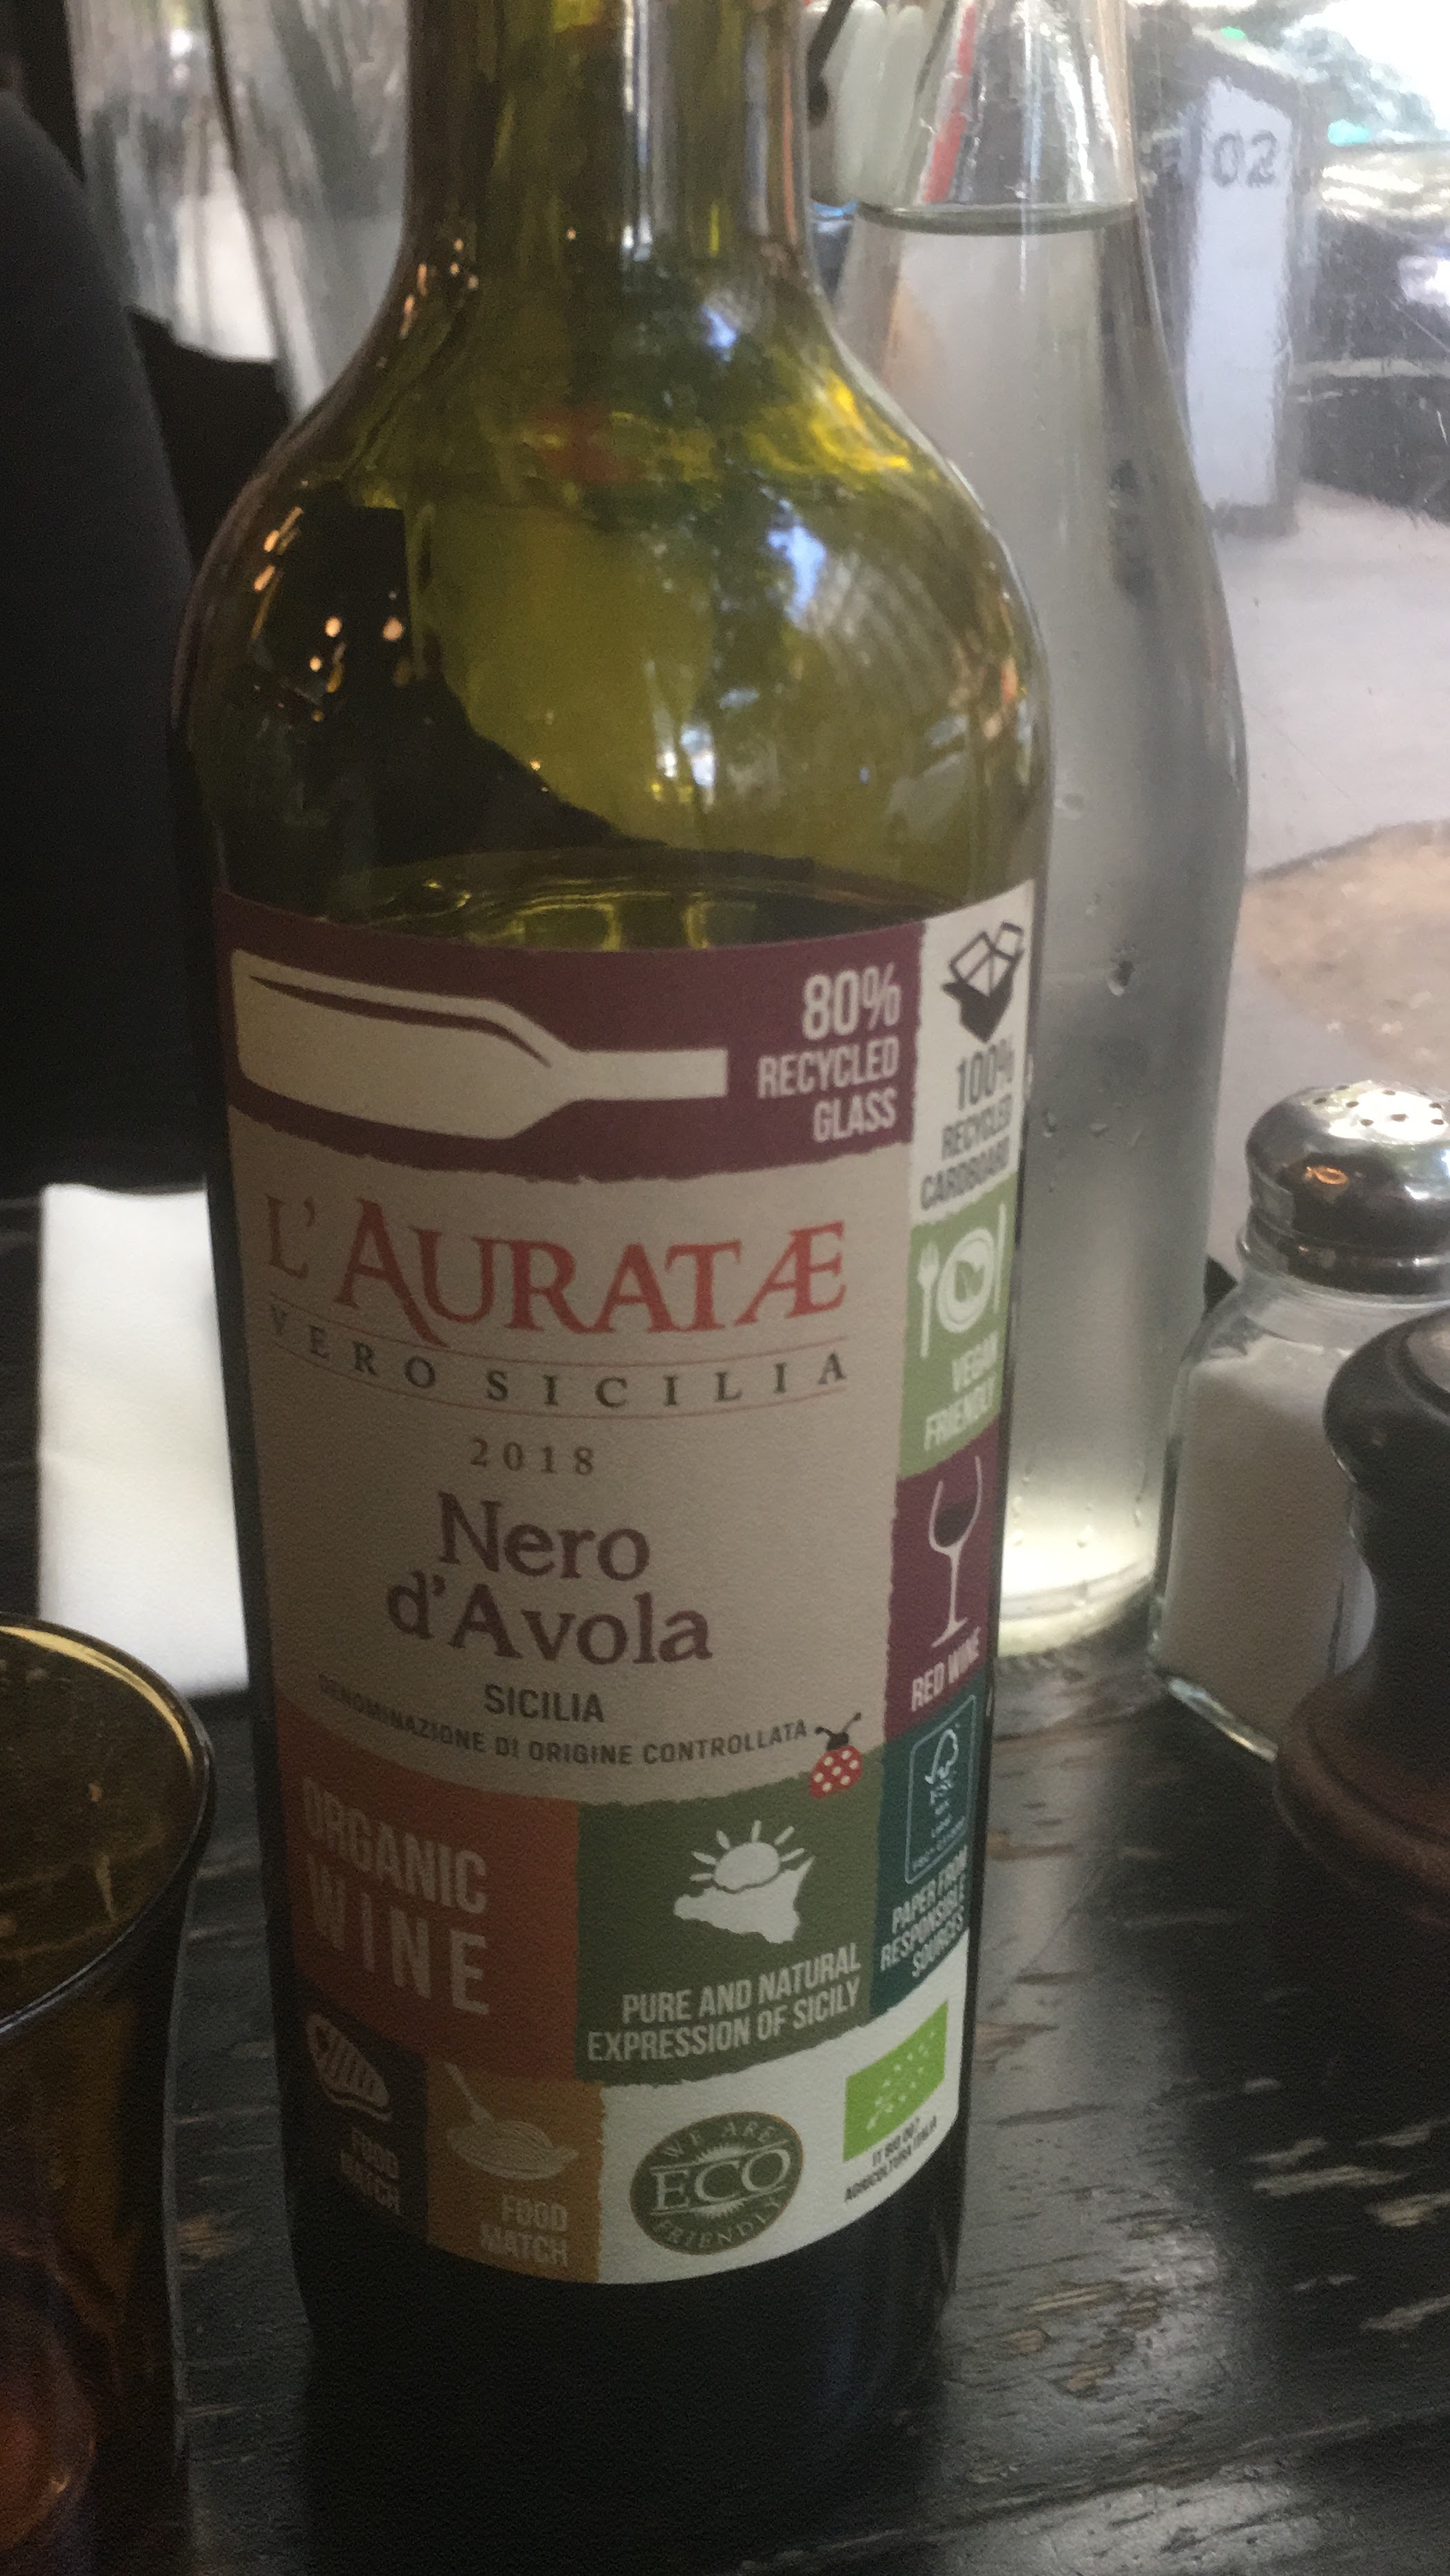 02
80%
RECYCLED
GLASS
100%
RECYCLED
CARDBOARD
L'AURATÆ
VERO SICILIA
2018
Nero
d'Avola
SICILIA
DENOMINAZIONE DI ORIGINE CONTROLLATA
VEGAN
FRIENDLY
RED WINE
ORGANIC
WINE
PURE AND NATURAL
EXPRESSION OF SICILY
FSC
PAPER FROM
RESPONSIBLE
SOURCES
FOOD
MATCH
FOOD
MATCH
WE ARE
ECO
FRIENDLY
AGRICOLTURA ITALIA